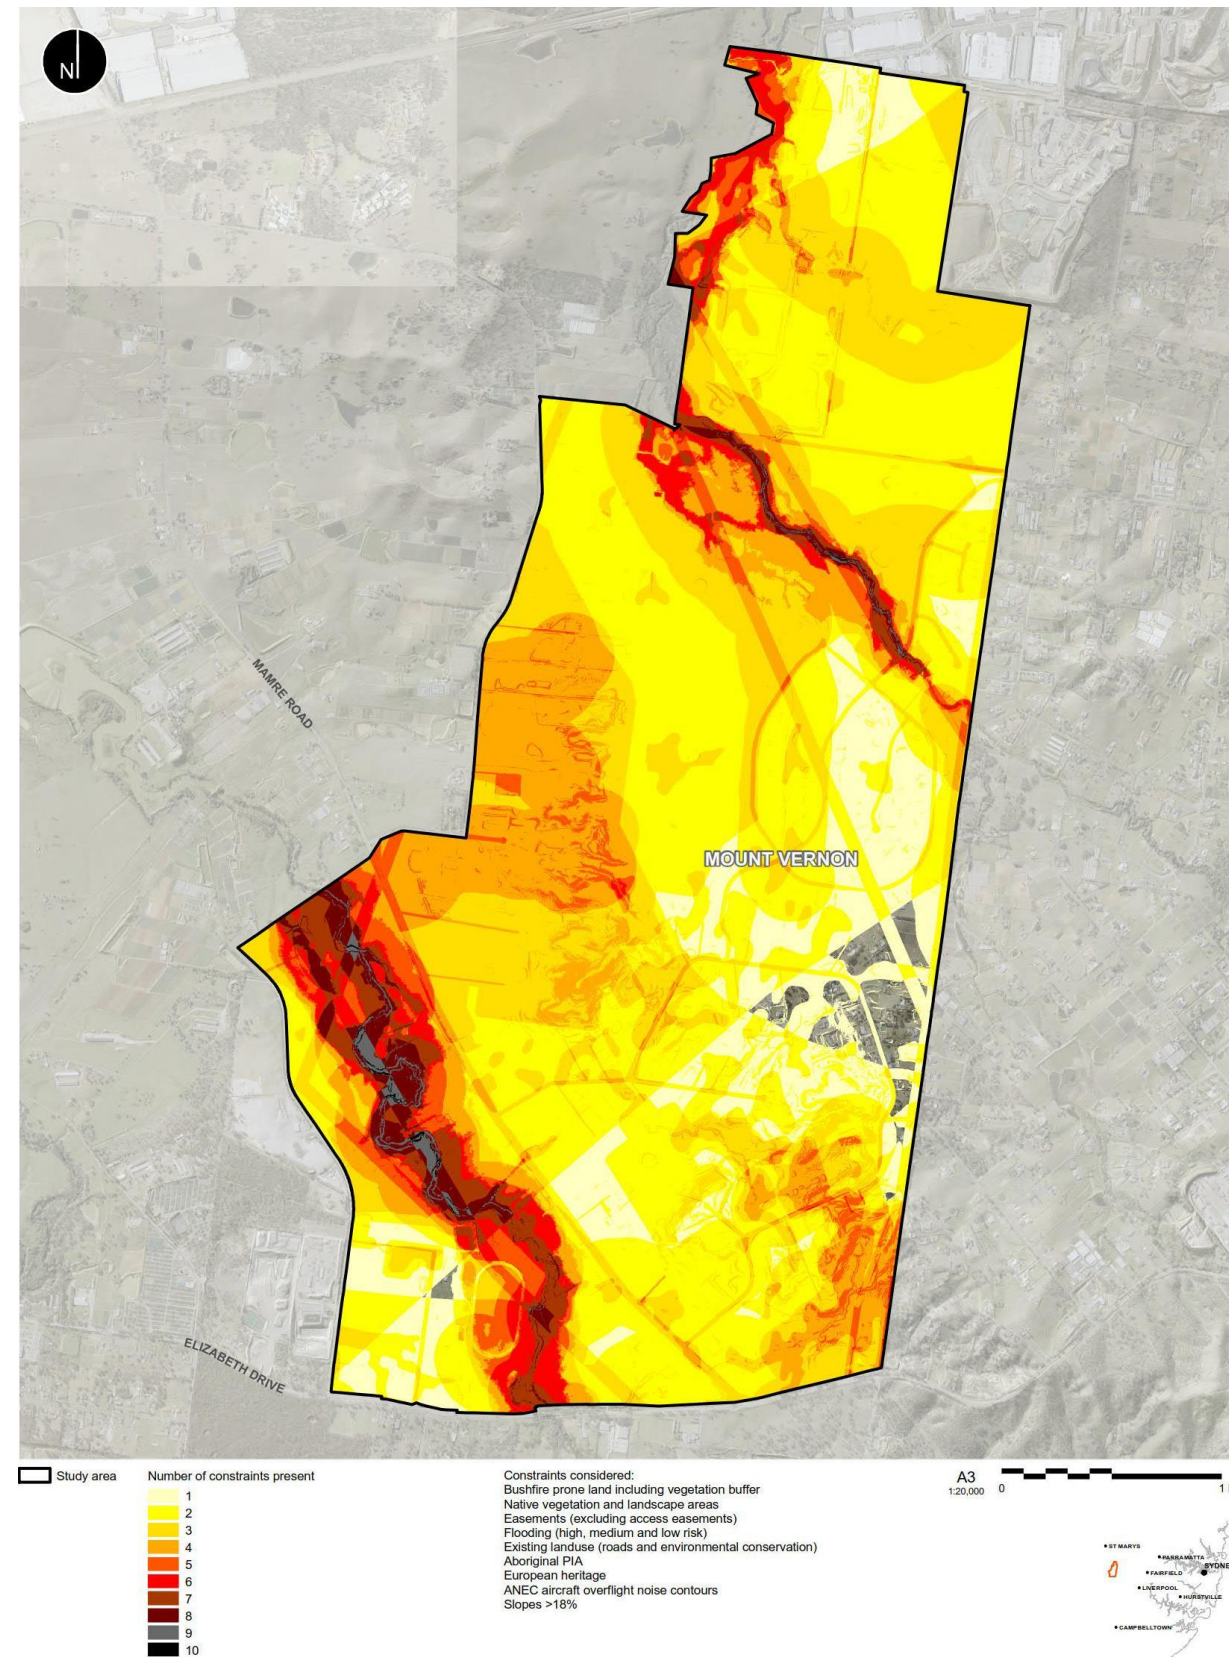 N
MAMRE ROAD
MOUNT VERNON
ELIZABETH DRIVE
Study area
Number of constraints present
1
2
3
4
5
6
7
8
9
10
Constraints considered:
Bushfire prone land including vegetation buffer
Native vegetation and landscape areas
Easements (excluding access easements)
Flooding (high, medium and low risk)
Existing landuse (roads and environmental conservation)
Aboriginal PIA
European heritage
ANEC aircraft overflight noise contours
Slopes >18%
A3
1:20,000
0
1
ST MARYS
PARRAMATTA
SYDNE
FAIRFIELD
LIVERPOOL
HURSTVILLE
CAMPBELLTOWN